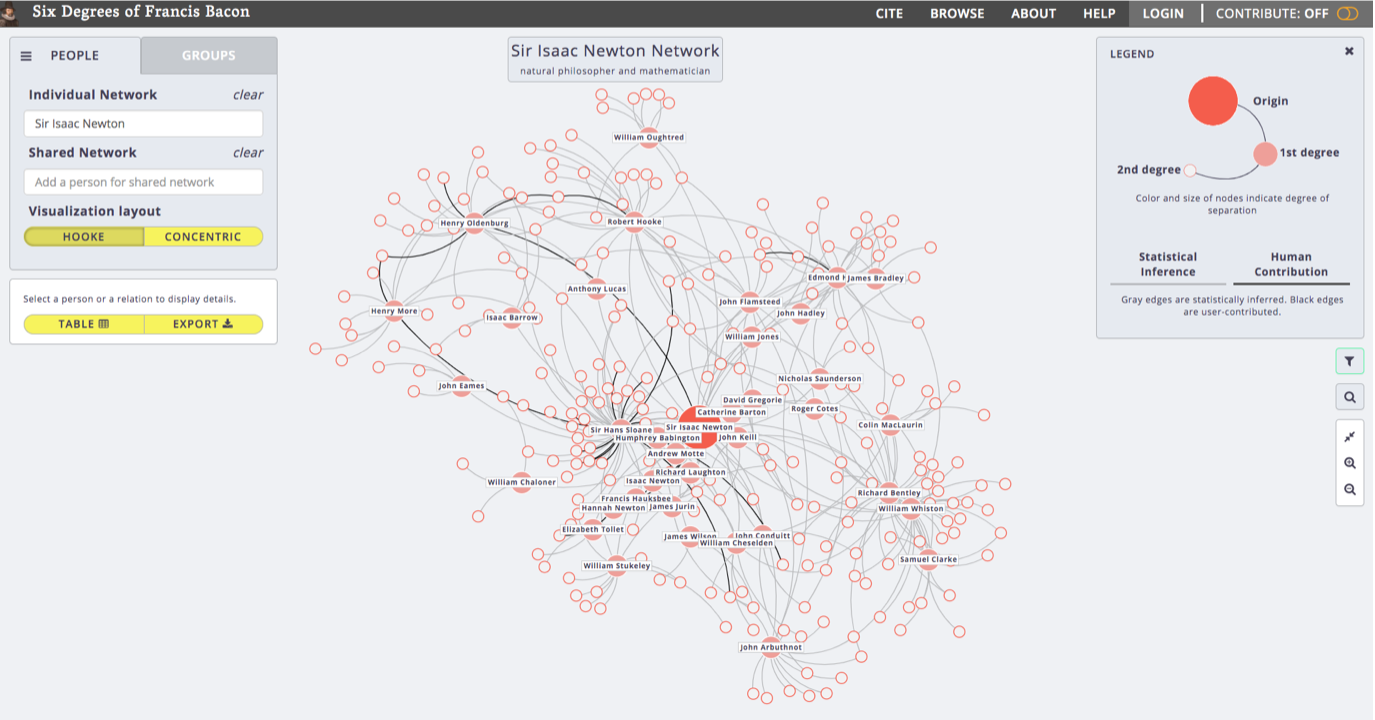 Six Degrees of Francis Bacon
CITE BROWSE ABOUT HELP LOGIN CONTRIBUTE: OFF
PEOPLE GROUPS
Individual Network clear
Sir Isaac Newton
Shared Network clear
Add a person for shared network
Visualization layout
HOOKE CONCENTRIC
Select a person or a relation to display details.
TABLE EXPORT
Sir Isaac Newton Network
natural philosopher and mathematician
William Oughtred
Henry Oldenburg
Robert Hooke
Anthony Lucas
Edmond
James Bradley
John Flamsteed
Henry More
Isaac Barrow
John Hadley
William Jones
John Eames
Nicholas Saunderson
David Gregorie
Roger Cotes
Catherine Barton
Colin MacLaurin
Sir Hans Sloane
Sir Isaac Newton
Humphrey Babington
John Keill
Andrew Motte
Richard Laughton
William Chaloner
Isaac Newton
Richard Bentley
Francis Hauksbee
Hannah Newton
James Jurin
William Whiston
Elizabeth Tollet
James Wilson
John Conduitt
William Cheselden
Samuel Clarke
William Stukeley
John Arbuthnot
LEGEND
Origin
1st degree
2nd degree
Color and size of nodes indicate degree of
separation
Statistical
Inference
Human
Contribution
Gray edges are statistically inferred. Black edges
are user-contributed.